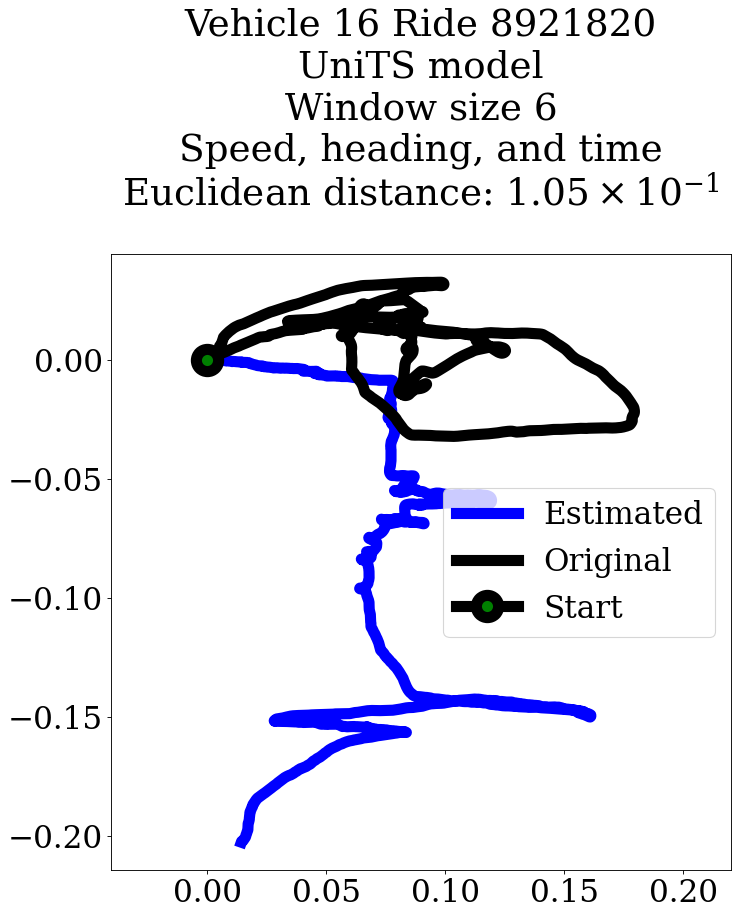 Vehicle 16 Ride 8921820
UniTS model
Window size 6
Speed, heading, and time
Euclidean distance: 1.05 × 10⁻¹
0.00
−0.05
−0.10
−0.15
−0.20
Estimated
Original
Start
0.00 0.05 0.10 0.15 0.20